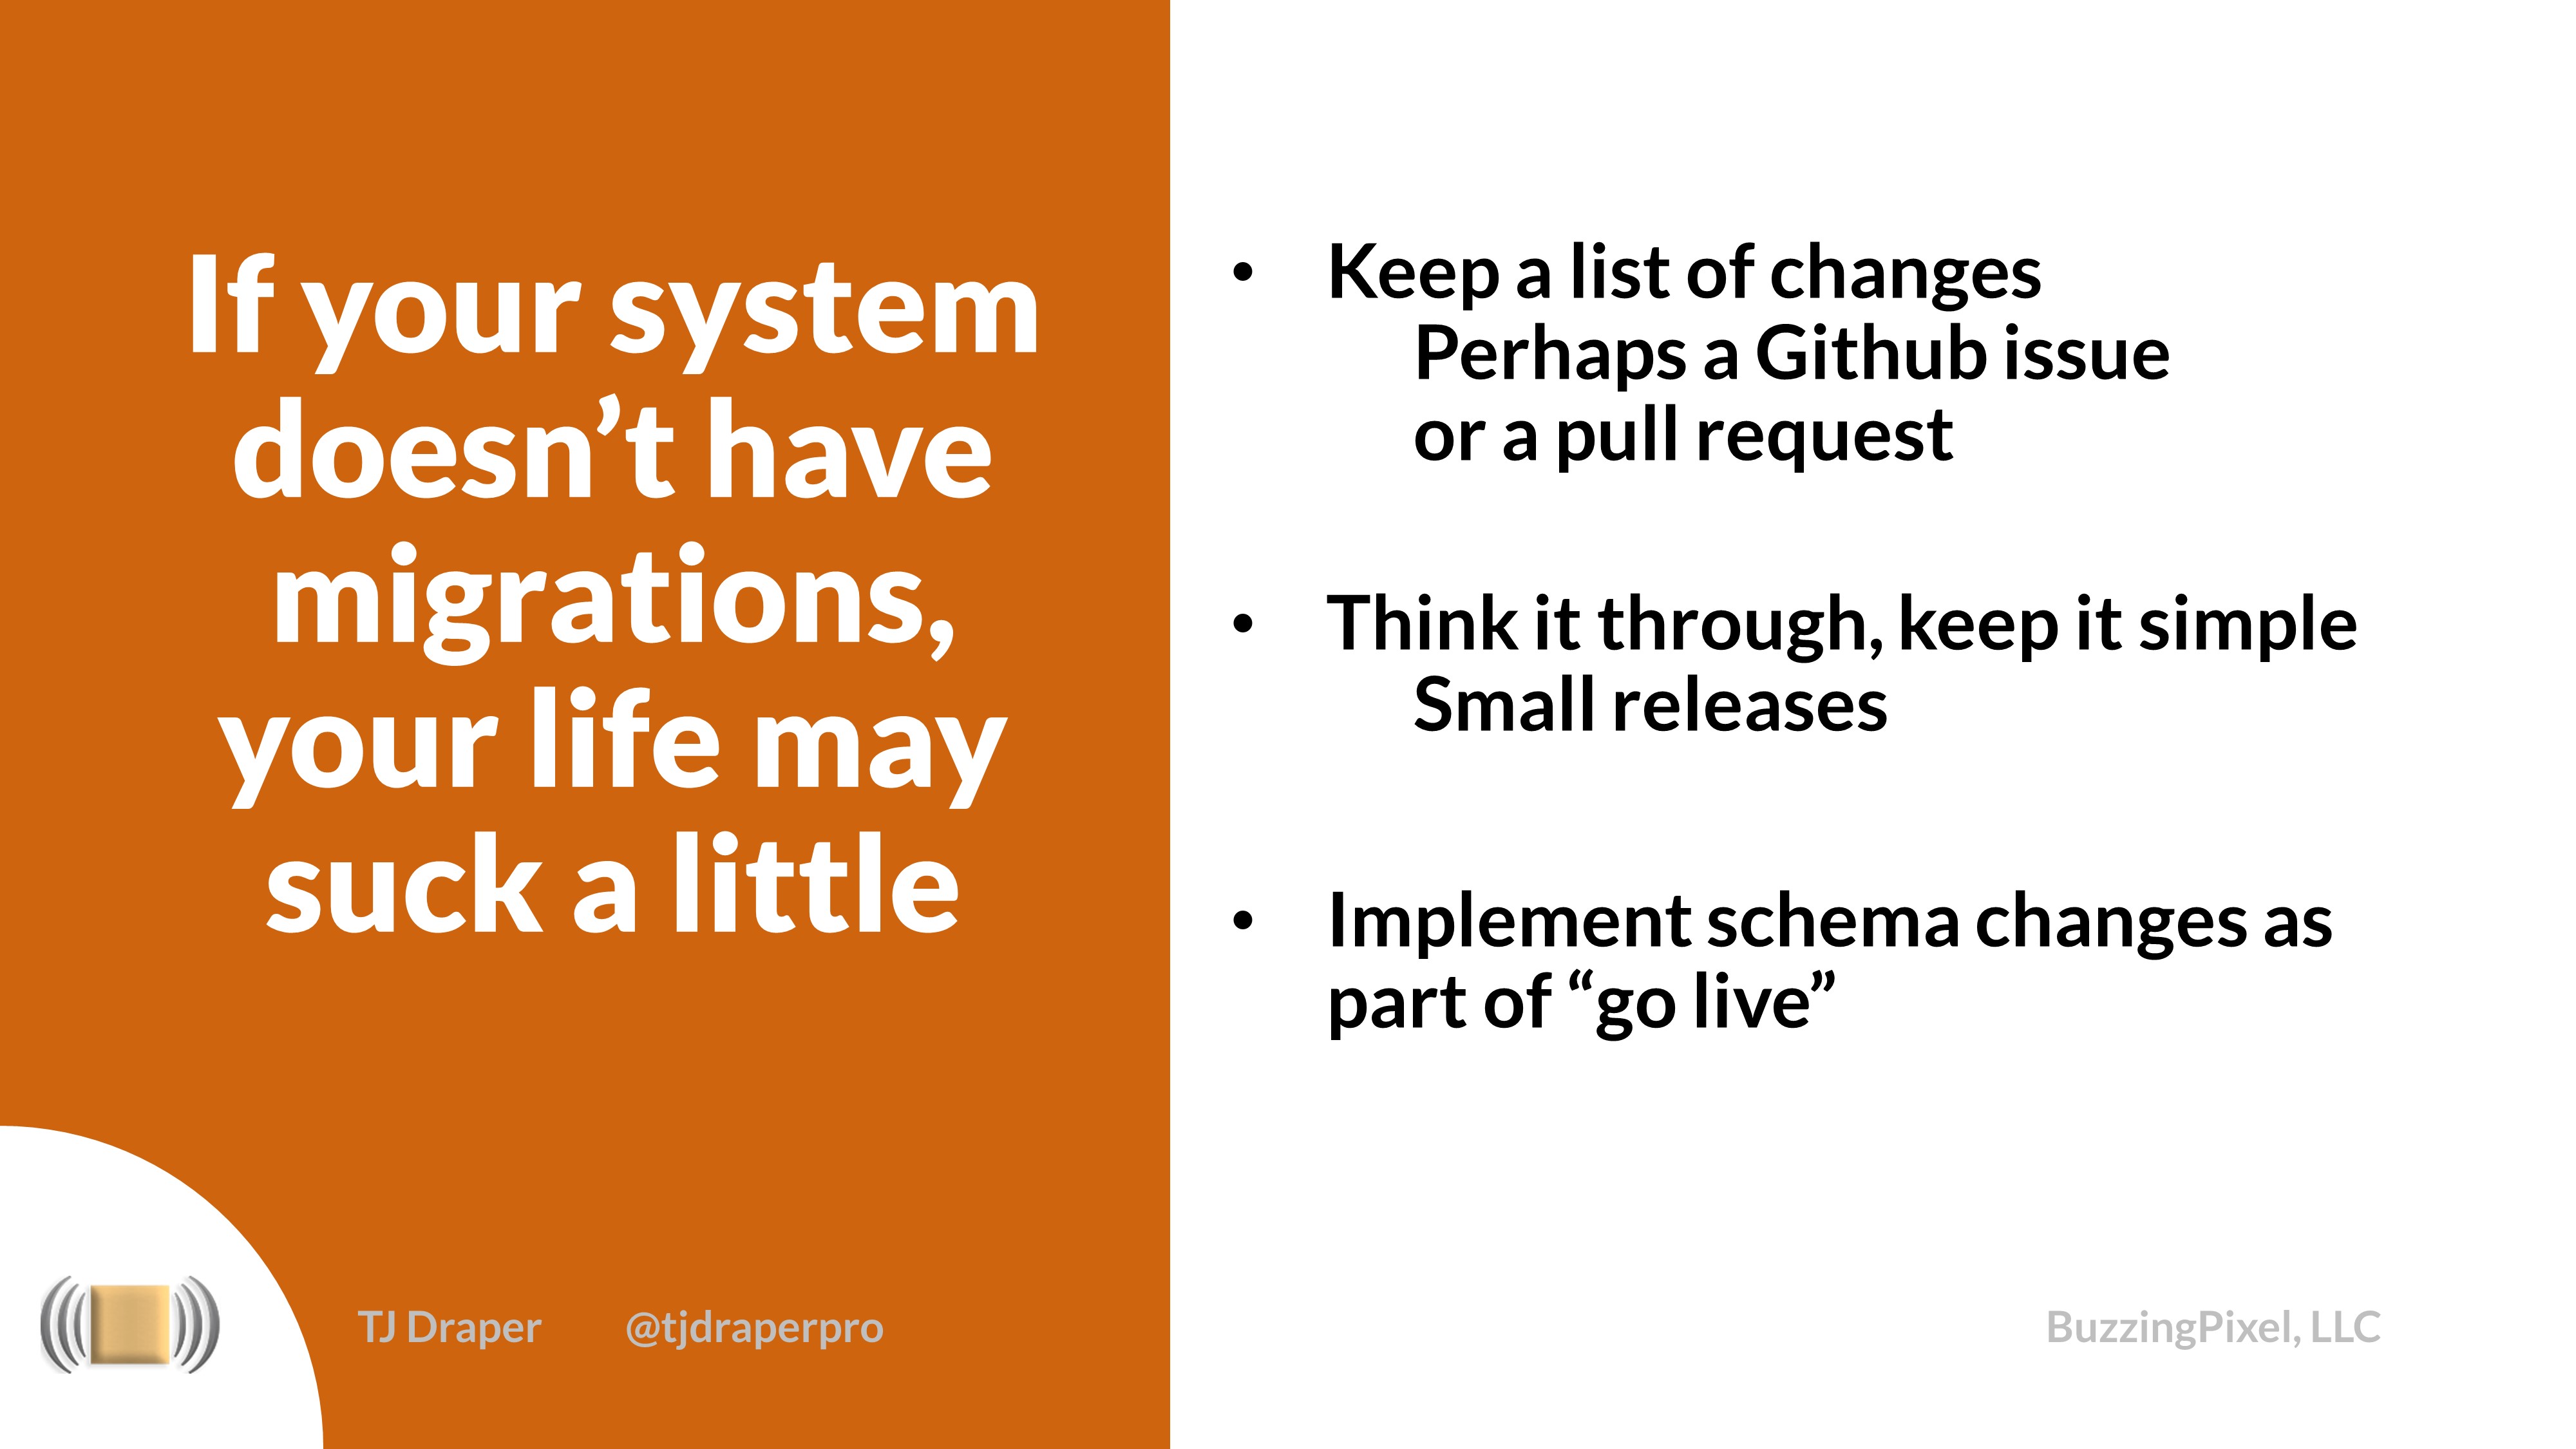 If your system
doesn’t have
migrations,
your life may
suck a little
• Keep a list of changes
Perhaps a Github issue
or a pull request
• Think it through, keep it simple
Small releases
• Implement schema changes as
part of “go live”
TJ Draper @tjdraperpro
BuzzingPixel, LLC